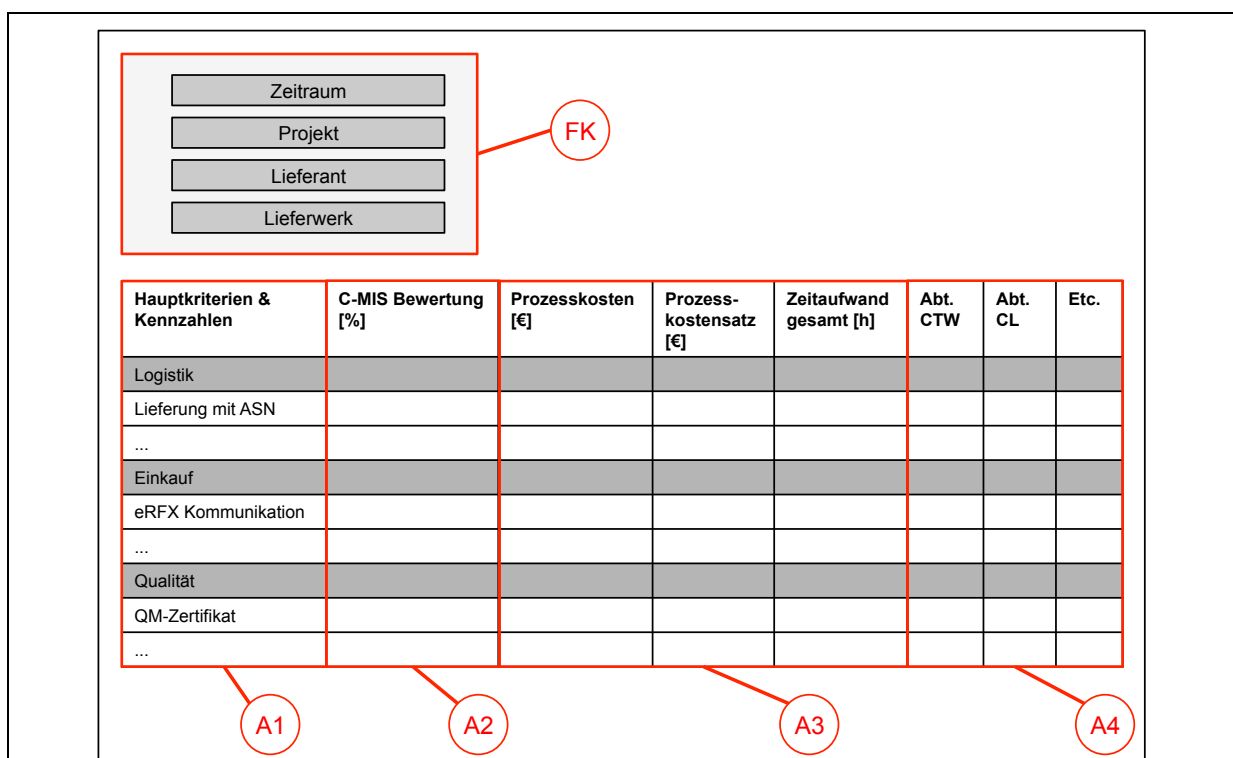 Zeitraum
Projekt
FK
Lieferant
Lieferwerk
Hauptkriterien &
Kennzahlen
C-MIS Bewertung
[%]
Prozesskosten
[€]
Prozess-
kostensatz
[€]
Zeitaufwand
gesamt [h]
Abt.
CTW
Abt.
CL
Etc.
Logistik
Lieferung mit ASN
...
Einkauf
eRFX Kommunikation
...
Qualität
QM-Zertifikat
...
A1
A2
A3
A4